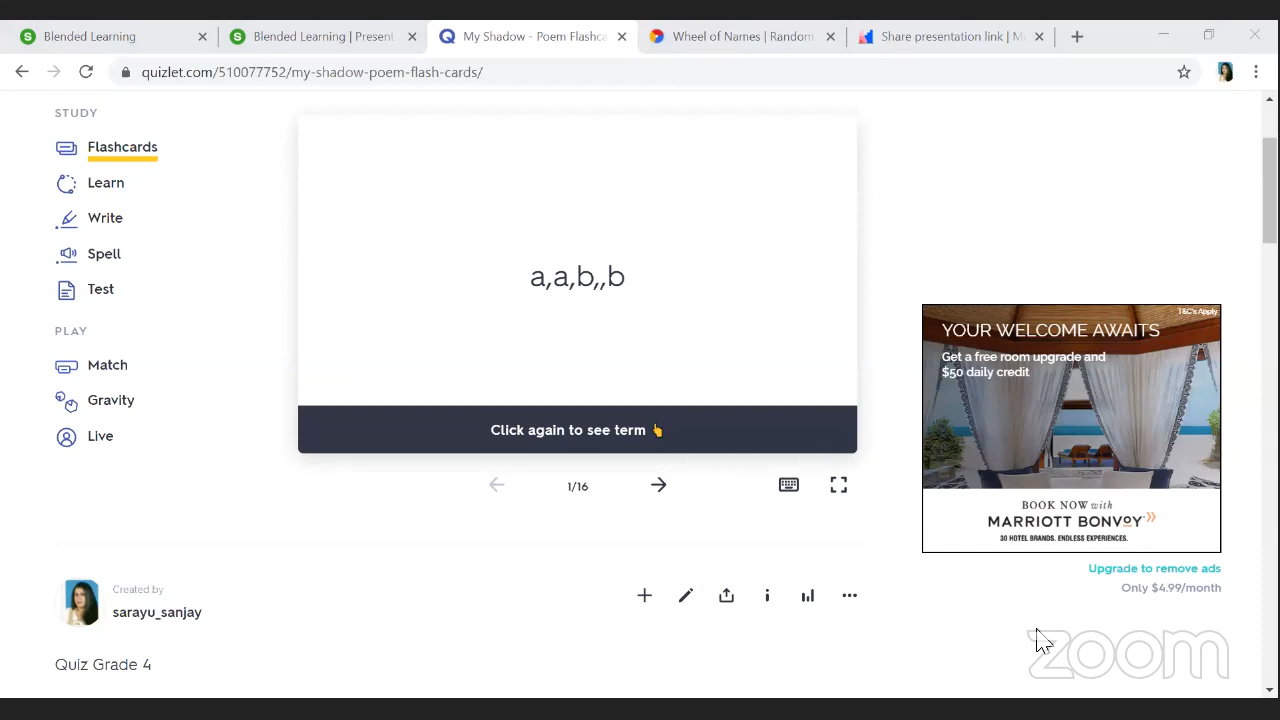 Blended Learning
Blended Learning | Present
My Shadow - Poem Flashca
Wheel of Names | Random
Share presentation link | M
quizlet.com/510077752/my-shadow-poem-flash-cards/
STUDY
Flashcards
Learn
Write
Spell
Test
PLAY
Match
Gravity
Live
a,a,b,,b
Click again to see term
1/16
T&C's Apply
YOUR WELCOME AWAITS
Get a free room upgrade and
$50 daily credit
BOOK NOW with
MARRIOTT BONVOY
30 HOTEL BRANDS. ENDLESS EXPERIENCES.
Upgrade to remove ads
Only $4.99/month
Created by
sarayu_sanjay
Quiz Grade 4
zoom